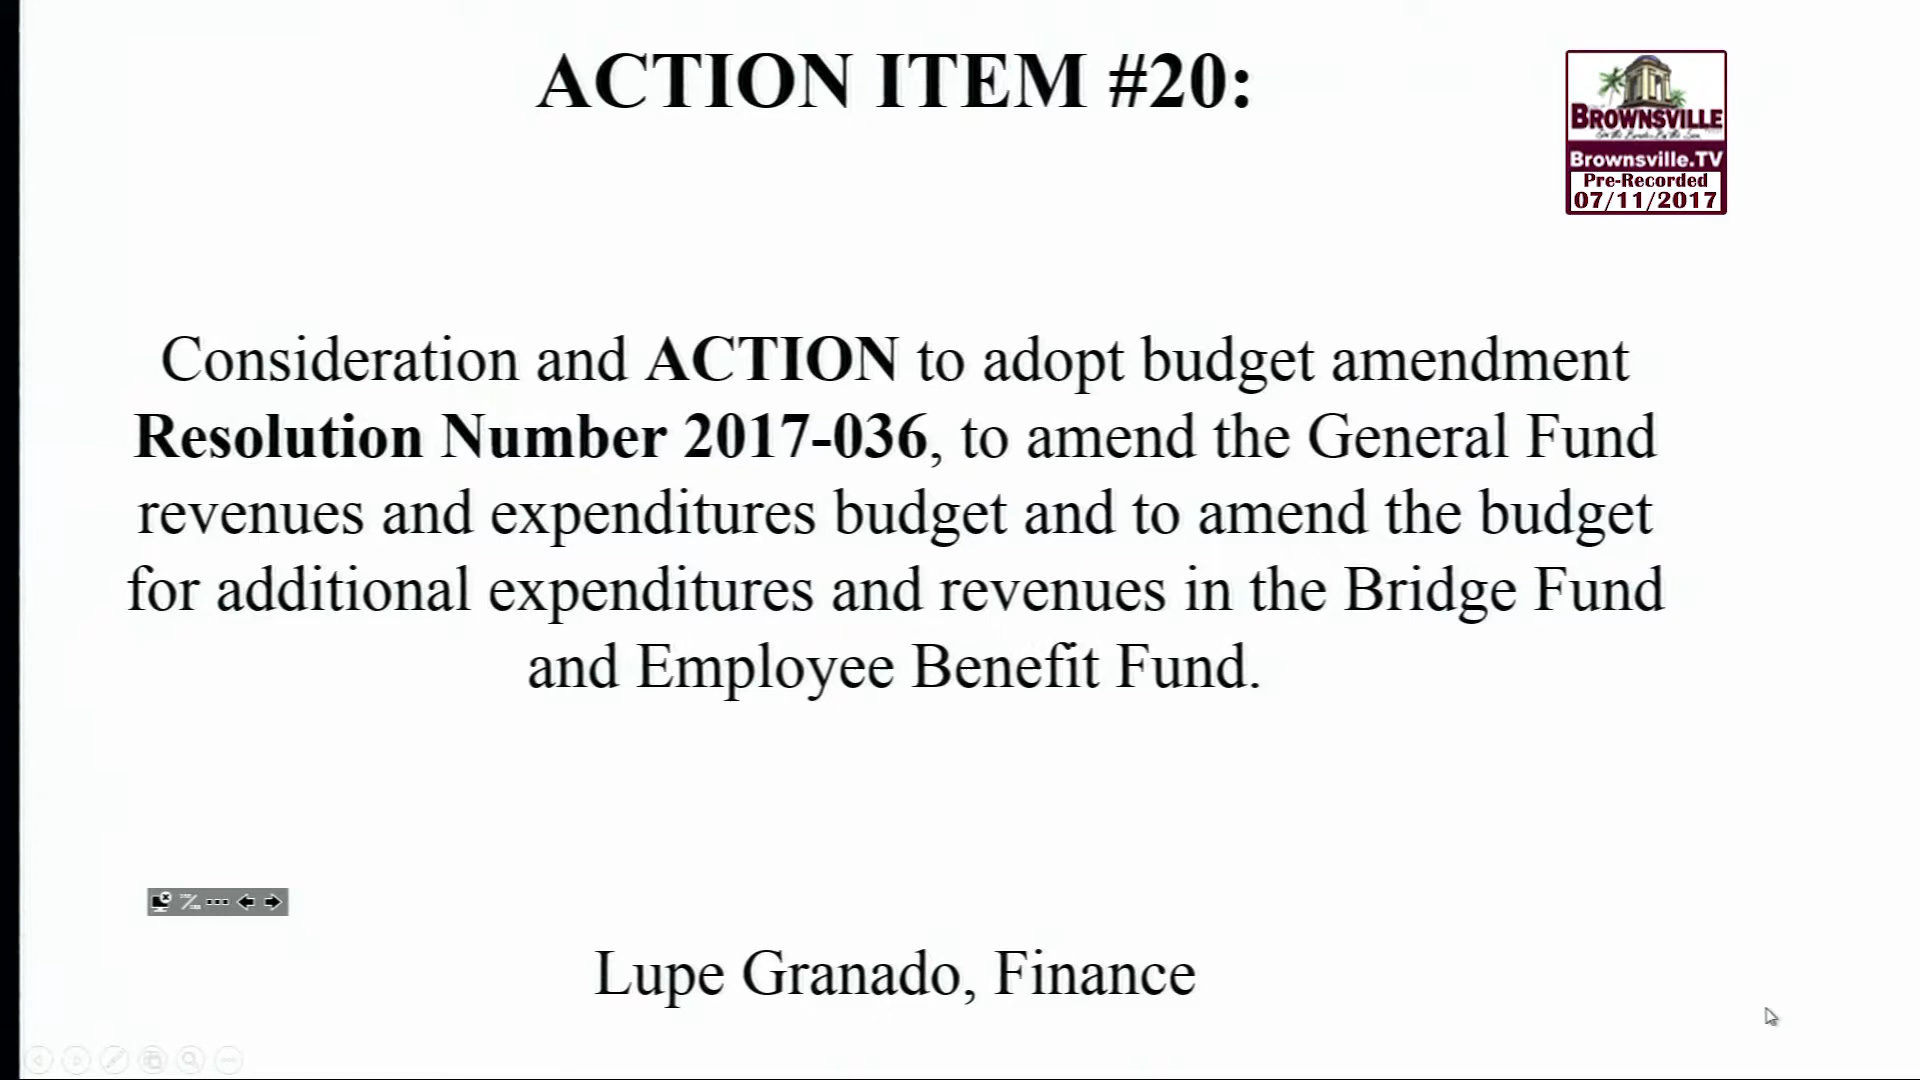 ACTION ITEM #20:
BROWNSVILLE
Brownsville.TV
Pre-Recorded
07/11/2017
Consideration and ACTION to adopt budget amendment
Resolution Number 2017-036, to amend the General Fund
revenues and expenditures budget and to amend the budget
for additional expenditures and revenues in the Bridge Fund
and Employee Benefit Fund.
Lupe Granado, Finance